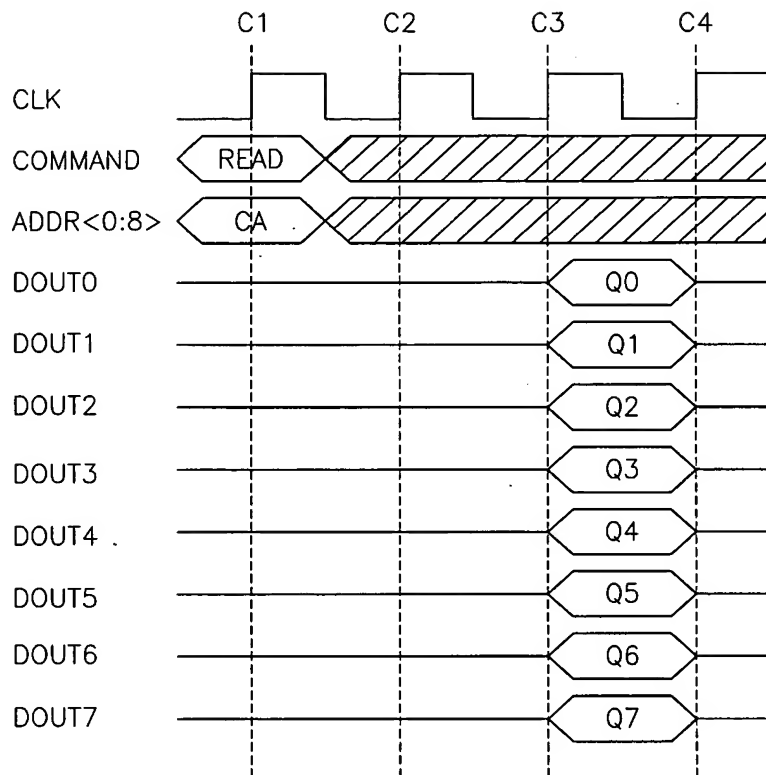 C1 C2 C3 C4
CLK
COMMAND READ
ADDR<0:8> CA
DOUT0 Q0
DOUT1 Q1
DOUT2 Q2
DOUT3 Q3
DOUT4 Q4
DOUT5 Q5
DOUT6 Q6
DOUT7 Q7